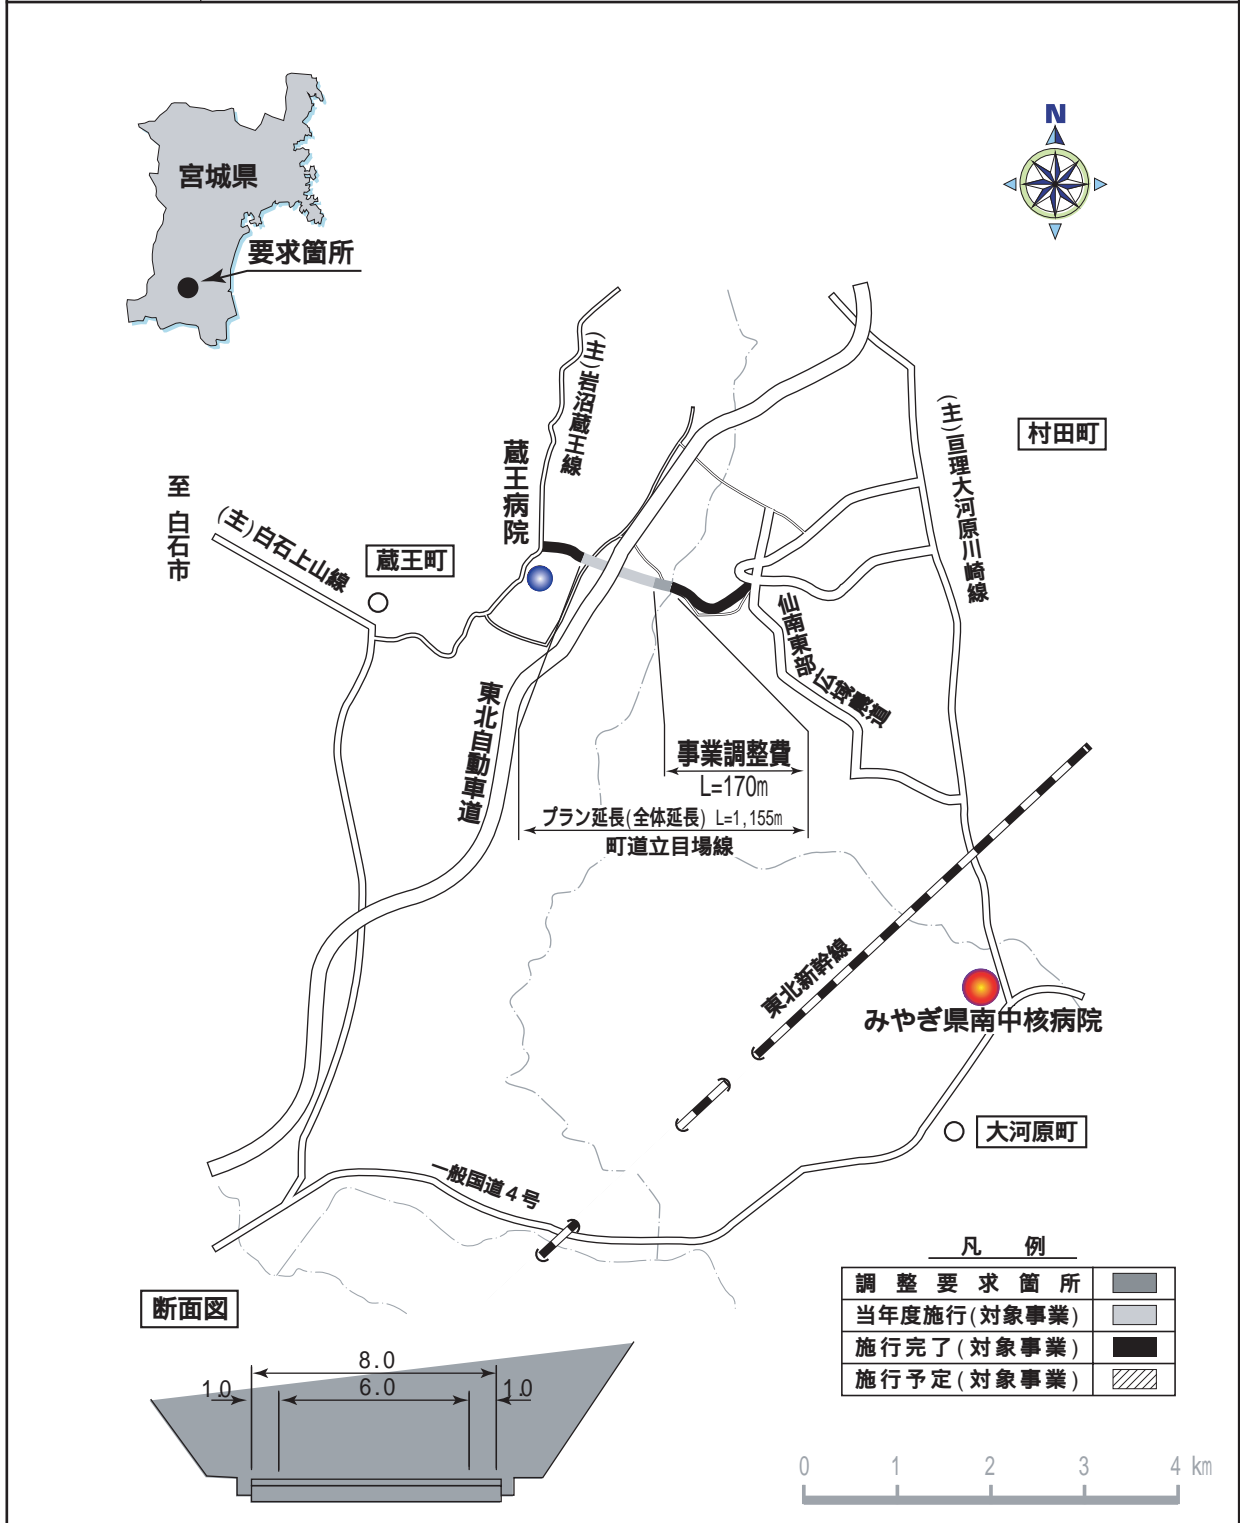 宮城県
要求箇所
N
(主)岩沼蔵王線
(主)亘理大河原川崎線
村田町
蔵王病院
至 白石市
(主)白石上山線
蔵王町
仙南東部広域農道
東北自動車道
事業調整費
L=170m
プラン延長(全体延長) L=1,155m
町道立目場線
東北新幹線
みやぎ県南中核病院
大河原町
一般国道4号
凡 例
調整要求箇所
当年度施行(対象事業)
施行完了(対象事業)
施行予定(対象事業)
断面図
8.0
1.0 6.0 1.0
0 1 2 3 4 km